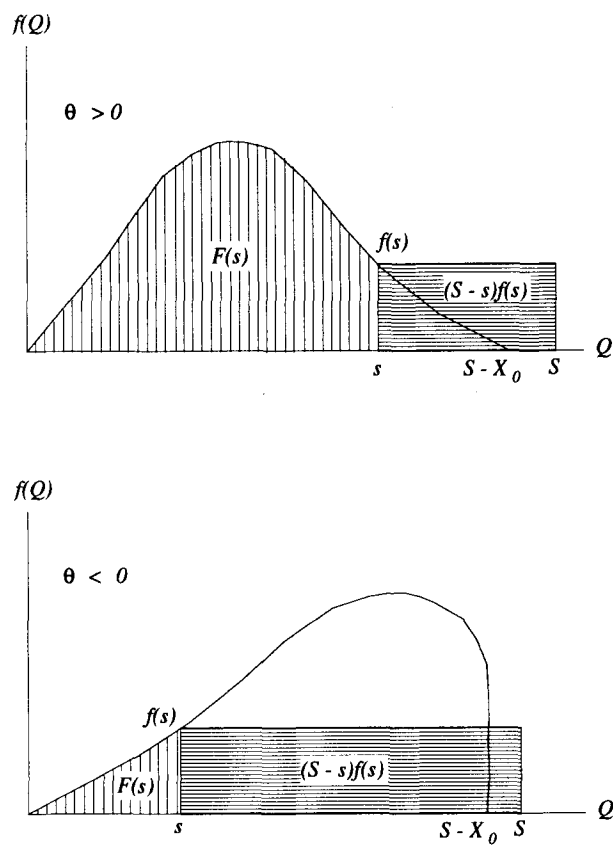 f(Q)
θ > 0
F(s)
f(s)
(S - s)f(s)
s
S - X₀
S
Q
f(Q)
θ < 0
f(s)
F(s)
(S - s)f(s)
s
S - X₀
S
Q